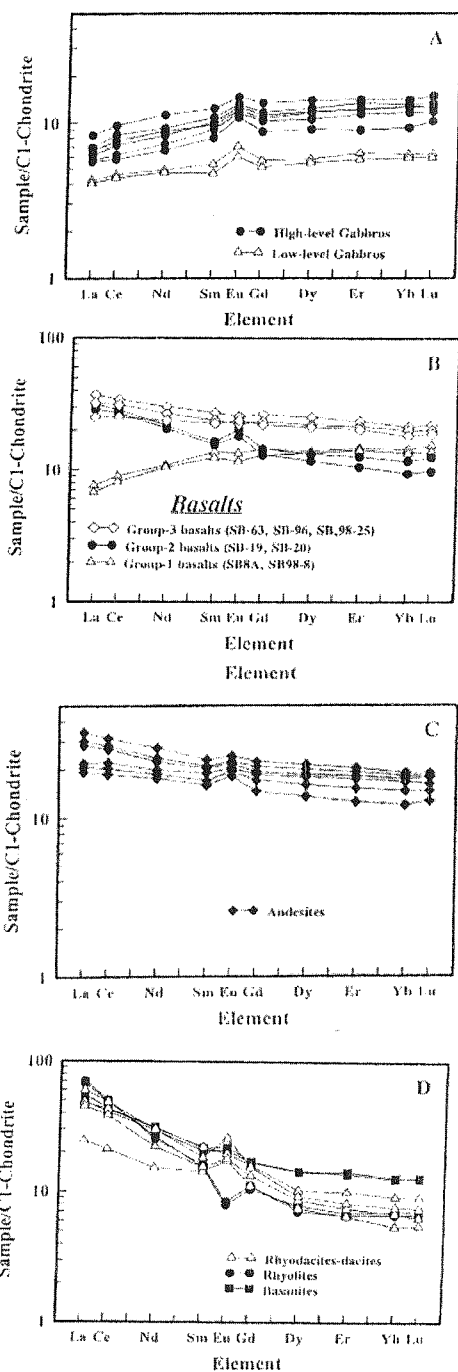 A
Sample/C1-Chondrite
10
1
High-level Gabbros
Low-level Gabbros
La Ce Nd Sm Eu Gd Dy Er Yb Lu
Element
100
B
10
1
Basalts
Group-3 basalts (SB-63, SB-96, SB,98-25)
Group-2 basalts (SB-19, SB-20)
Group-1 basalts (SB8A, SB98-8)
La Ce Nd Sm Eu Gd Dy Er Yb Lu
Element
Element
C
Sample/C1-Chondrite
10
1
Andesites
La Ce Nd Sm Eu Gd Dy Er Yb Lu
Element
100
D
Sample/C1-Chondrite
10
1
Rhyodacites-dacites
Rhyolites
Basanites
La Ce Nd Sm Eu Gd Dy Er Yb Lu
Element